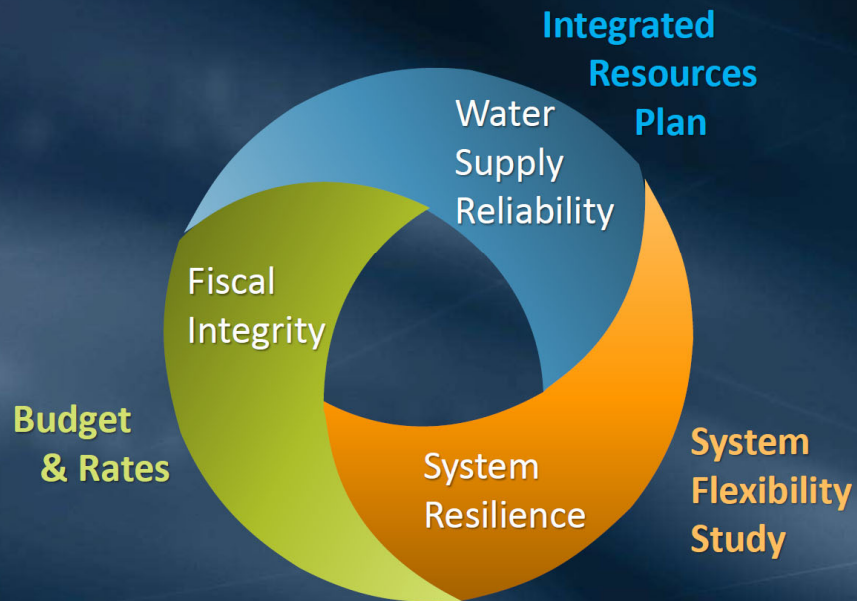 Integrated
Resources
Plan
Water
Supply
Reliability
Fiscal
Integrity
Budget
& Rates
System
Resilience
System
Flexibility
Study